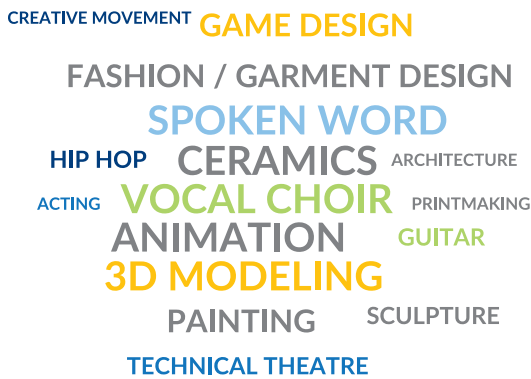 CREATIVE MOVEMENT GAME DESIGN
FASHION / GARMENT DESIGN
SPOKEN WORD
HIP HOP CERAMICS ARCHITECTURE
ACTING VOCAL CHOIR PRINTMAKING
ANIMATION GUITAR
3D MODELING
PAINTING SCULPTURE
TECHNICAL THEATRE